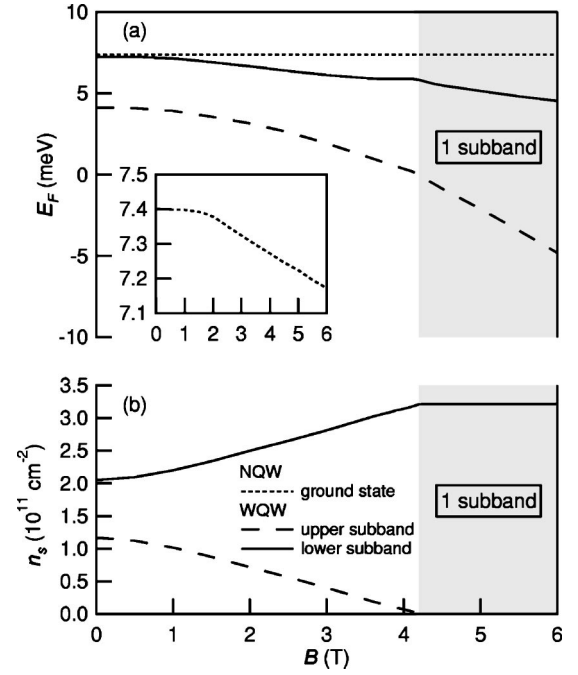 10
(a)
5
1 subband
0
E_F (meV)
7.5
7.4
7.3
7.2
7.1
0 1 2 3 4 5 6
-5
-10
3.5
(b)
3.0
2.5
2.0
1.5
1.0
0.5
0.0
n_s (10^11 cm^-2)
NQW
ground state
WQW
upper subband
lower subband
1 subband
0 1 2 3 4 5 6
B (T)